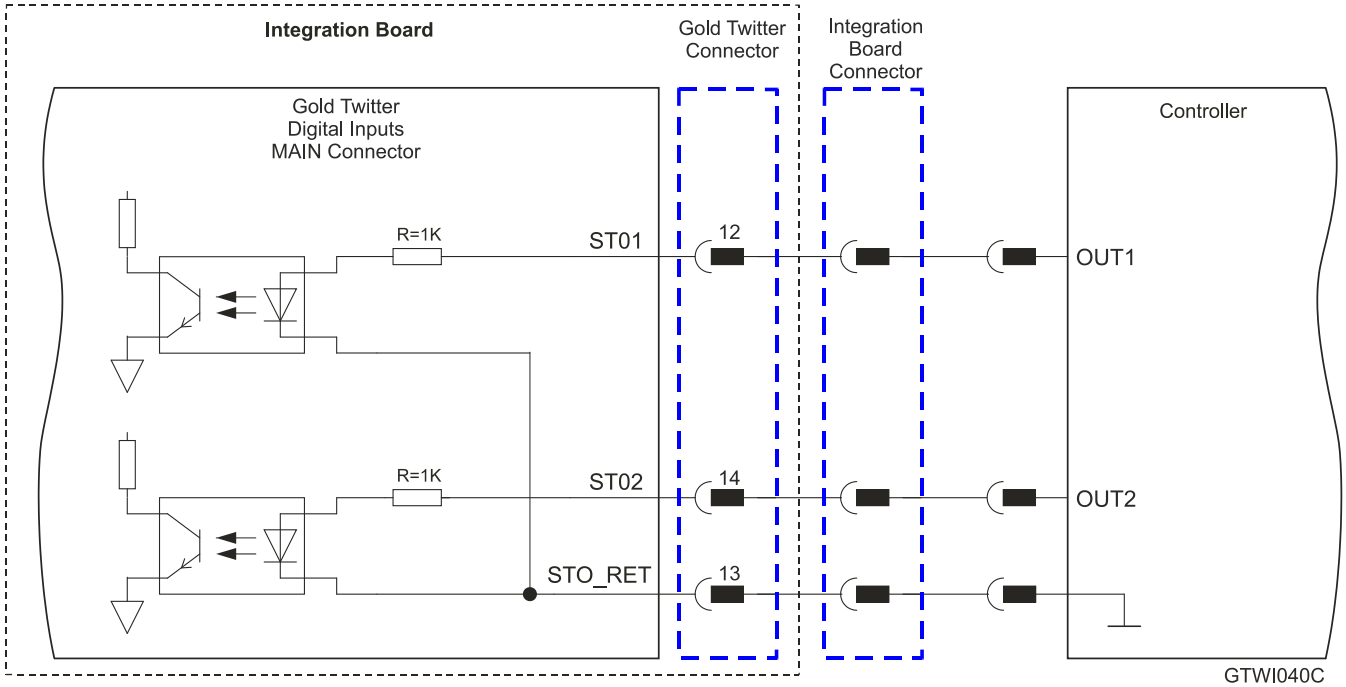 Integration Board
Gold Twitter
Connector
Integration
Board
Connector
Gold Twitter
Digital Inputs
MAIN Connector
Controller
R=1K
ST01
12
OUT1
R=1K
ST02
14
OUT2
STO_RET
13
GTWI040C